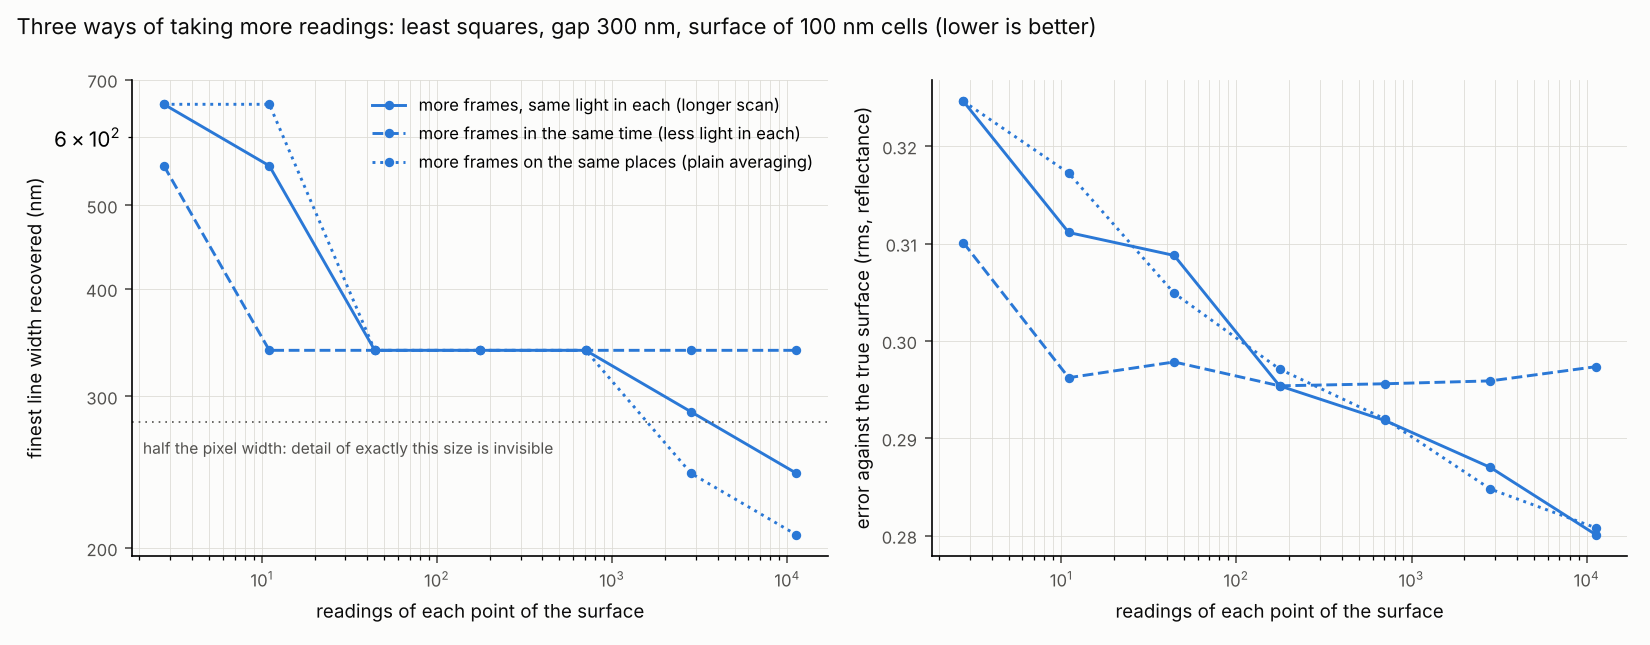 Three ways of taking more readings: least squares, gap 300 nm, surface of 100 nm cells (lower is better)
finest line width recovered (nm)
700
6 × 10²
500
400
300
200
more frames, same light in each (longer scan)
more frames in the same time (less light in each)
more frames on the same places (plain averaging)
half the pixel width: detail of exactly this size is invisible
10¹ 10² 10³ 10⁴
readings of each point of the surface
error against the true surface (rms, reflectance)
0.32
0.31
0.30
0.29
0.28
10¹ 10² 10³ 10⁴
readings of each point of the surface